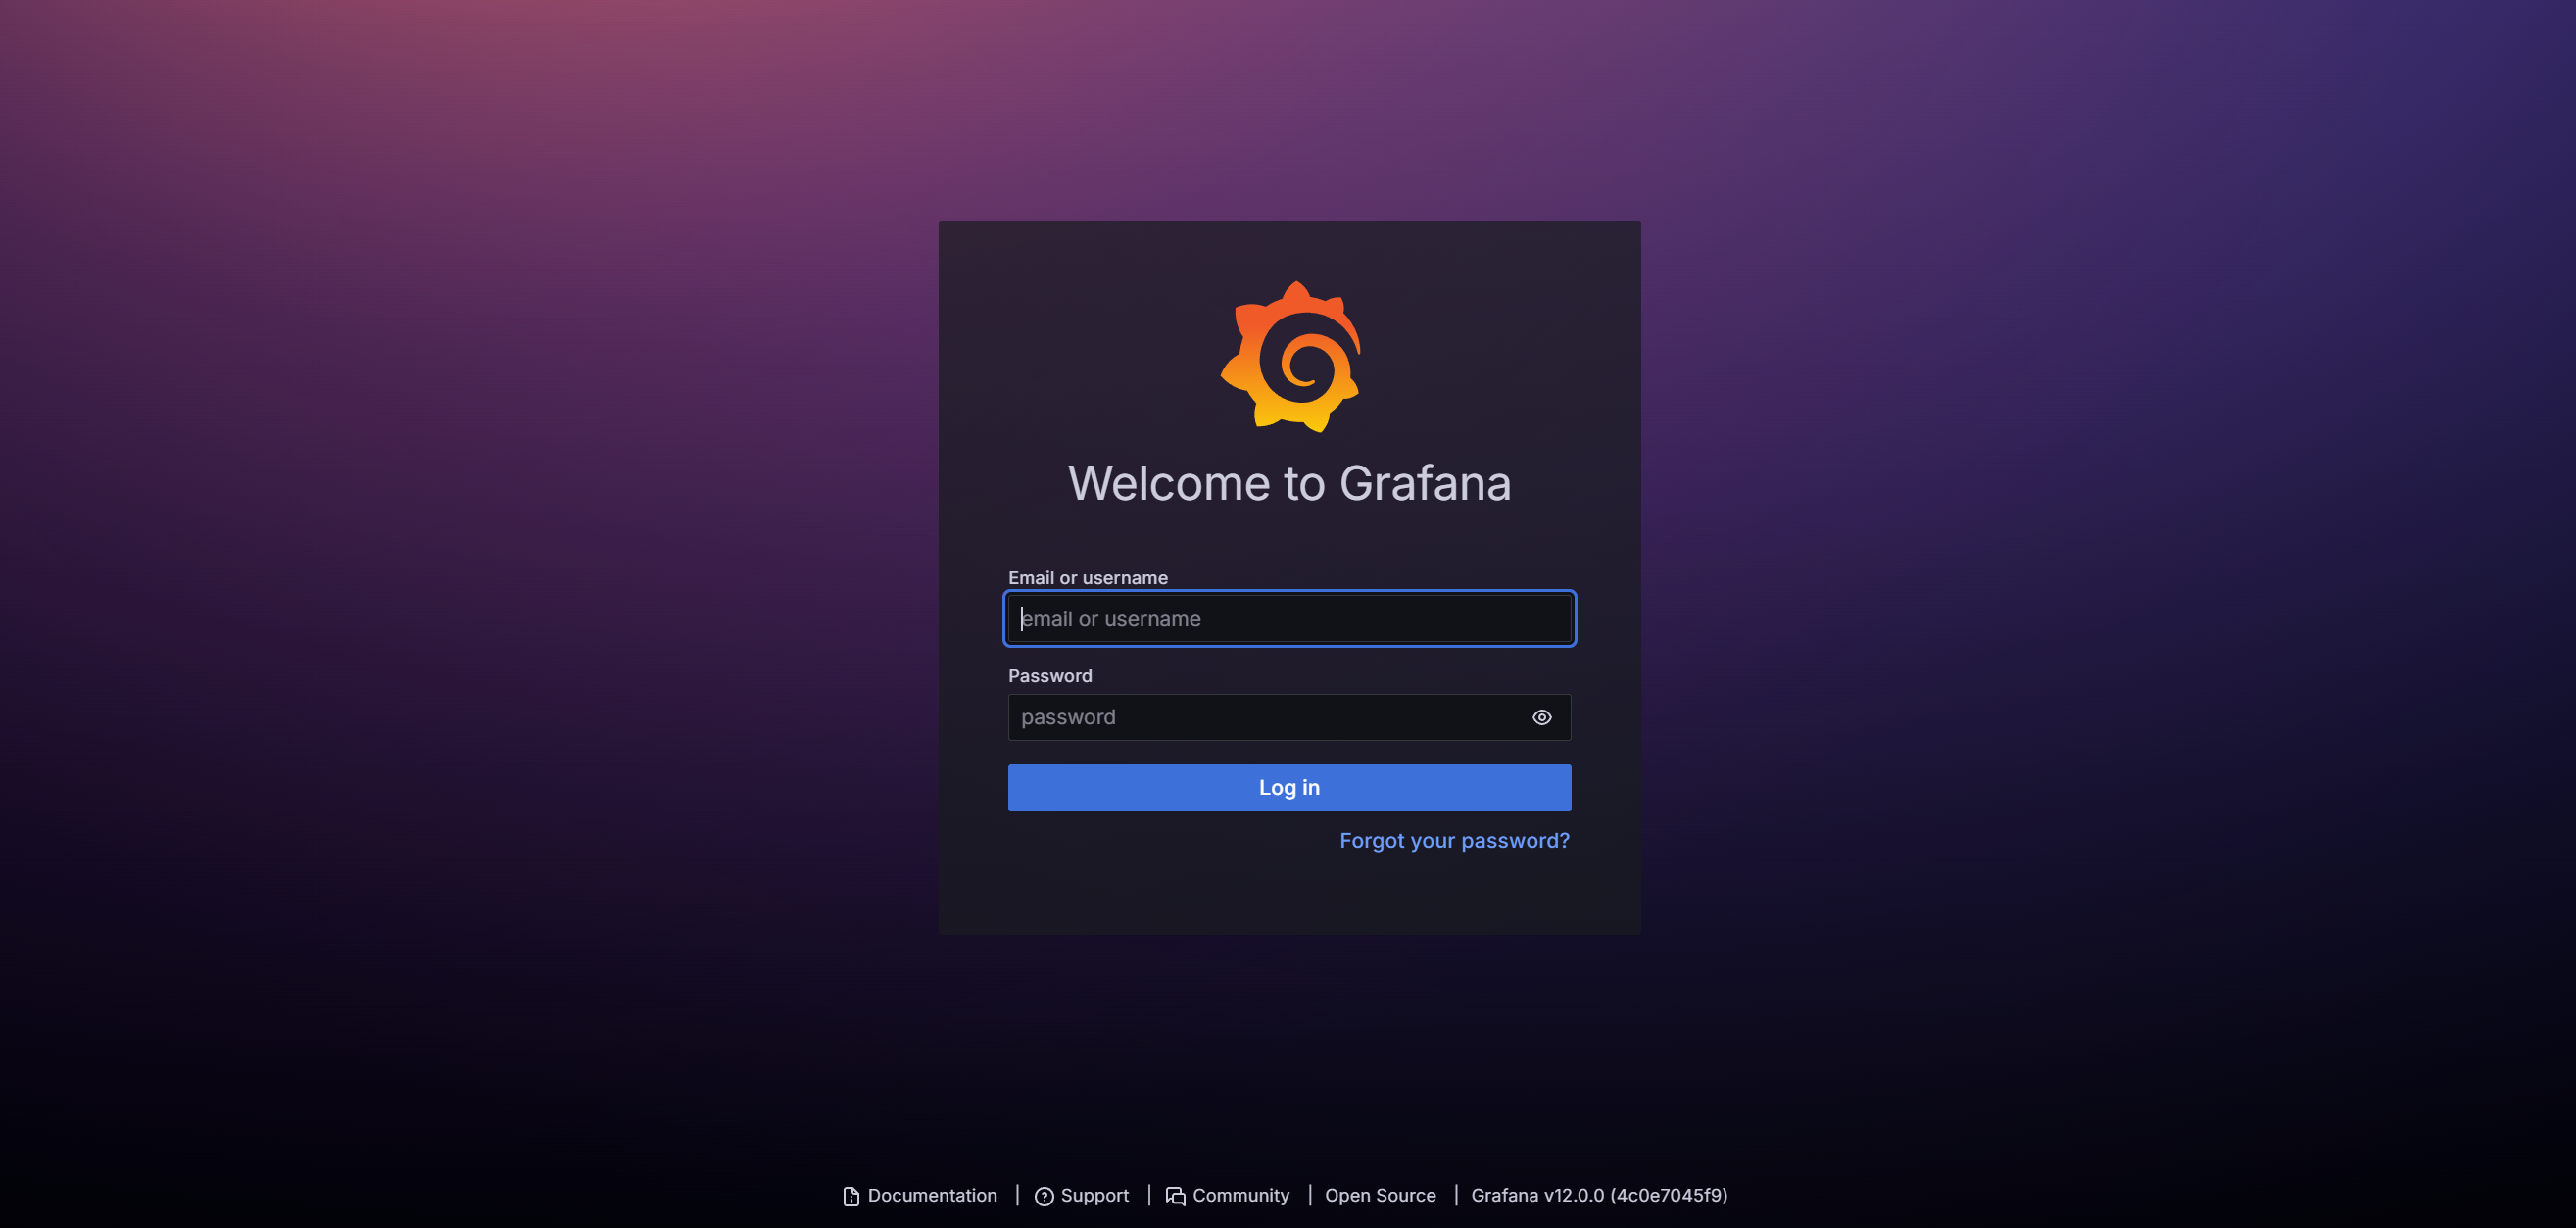 Welcome to Grafana
Email or username
email or username
Password
password
Log in
Forgot your password?
Documentation | Support | Community | Open Source | Grafana v12.0.0 (4c0e7045f9)